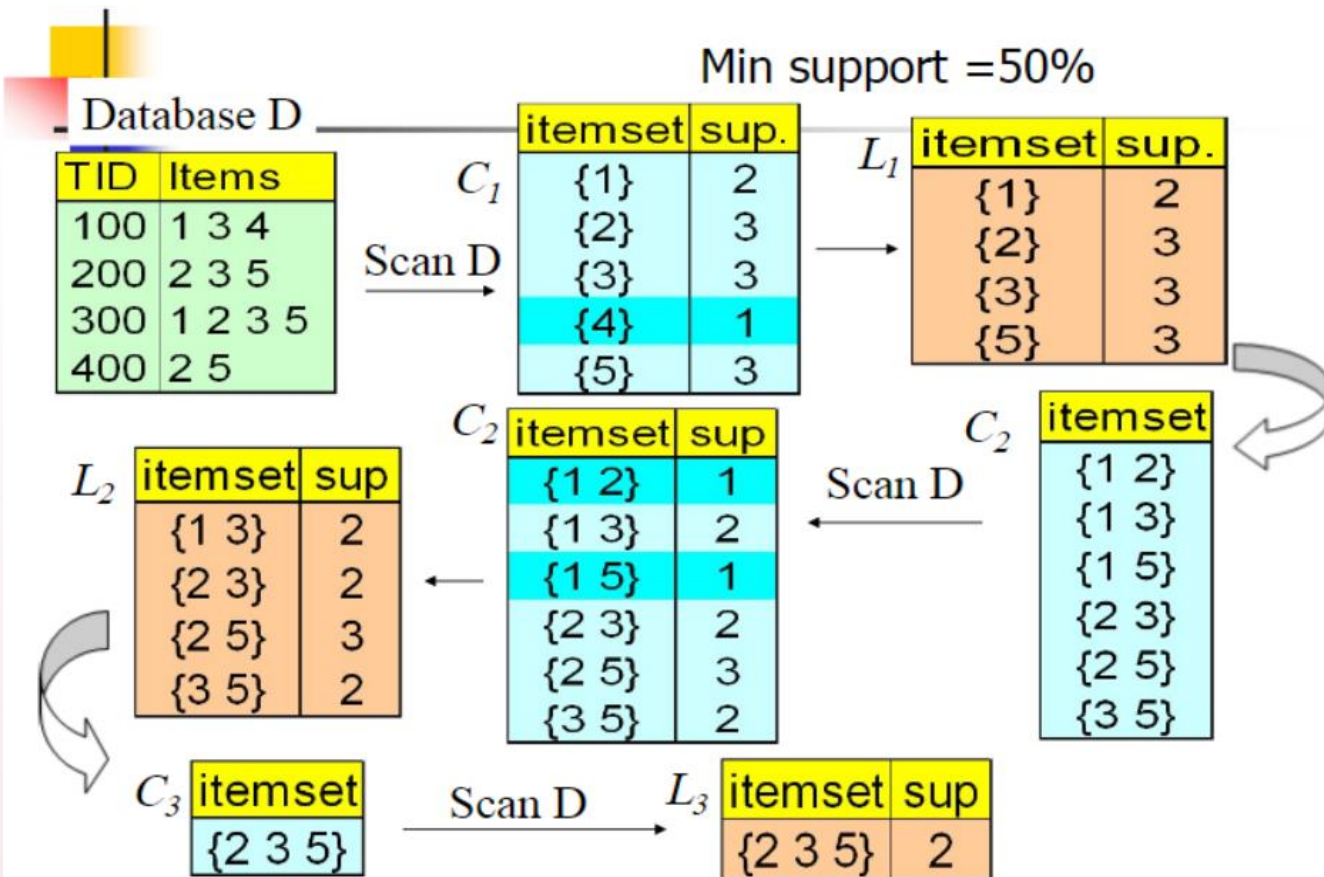 Min support =50%
Database D
TID Items
100 1 3 4
200 2 3 5
300 1 2 3 5
400 2 5
Scan D
C1
itemset sup.
{1} 2
{2} 3
{3} 3
{4} 1
{5} 3
L1
itemset sup.
{1} 2
{2} 3
{3} 3
{5} 3
C2
itemset
{1 2}
{1 3}
{1 5}
{2 3}
{2 5}
{3 5}
Scan D
C2
itemset sup
{1 2} 1
{1 3} 2
{1 5} 1
{2 3} 2
{2 5} 3
{3 5} 2
L2
itemset sup
{1 3} 2
{2 3} 2
{2 5} 3
{3 5} 2
C3
itemset
{2 3 5}
Scan D
L3
itemset sup
{2 3 5} 2